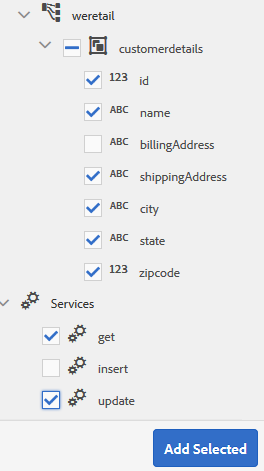 weretail
customerdetails
123 id
ABC name
ABC billingAddress
ABC shippingAddress
ABC city
ABC state
123 zipcode
Services
get
insert
update
Add Selected